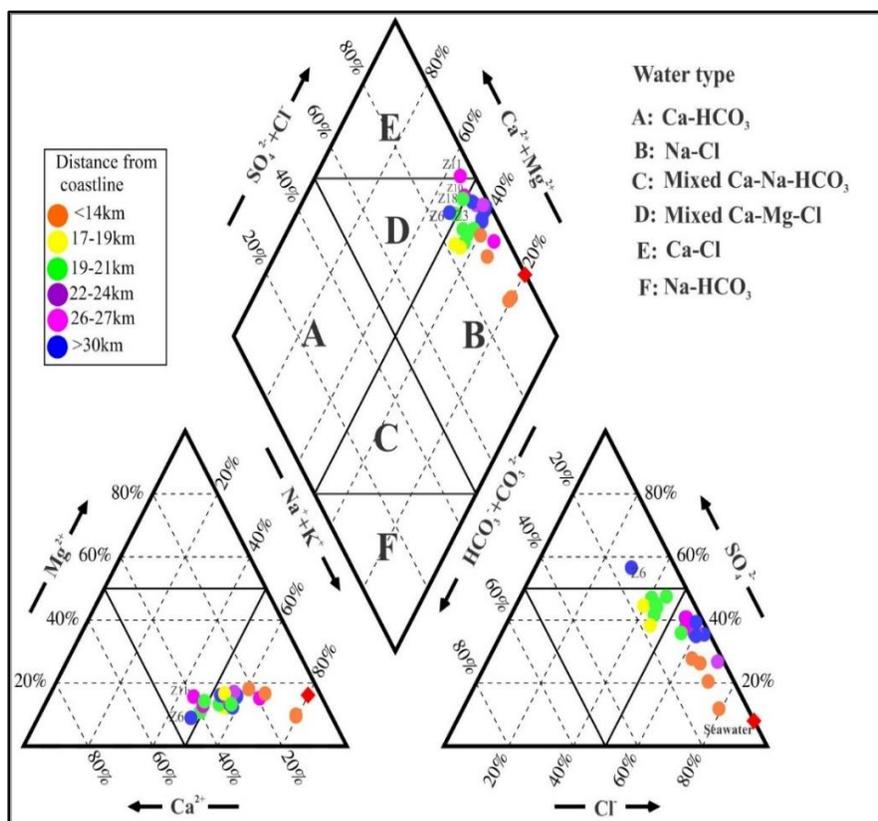 Distance from
coastline
<14km
17-19km
19-21km
22-24km
26-27km
>30km
Water type
A: Ca-HCO₃
B: Na-Cl
C: Mixed Ca-Na-HCO₃
D: Mixed Ca-Mg-Cl
E: Ca-Cl
F: Na-HCO₃
SO₄²⁻+Cl⁻
Ca²⁺+Mg²⁺
80%
60%
40%
20%
80%
60%
40%
20%
E
D
A
B
C
F
Z11
Z10
Z18
Z6
Z3
Na⁺+K⁺
HCO₃⁻+CO₃²⁻
Mg²⁺
80%
60%
40%
20%
20%
40%
60%
80%
Z11
Z6
80%
60%
40%
20%
Ca²⁺
20%
40%
60%
80%
80%
60%
40%
20%
SO₄²⁻
Z6
Seawater
20%
40%
60%
80%
Cl⁻